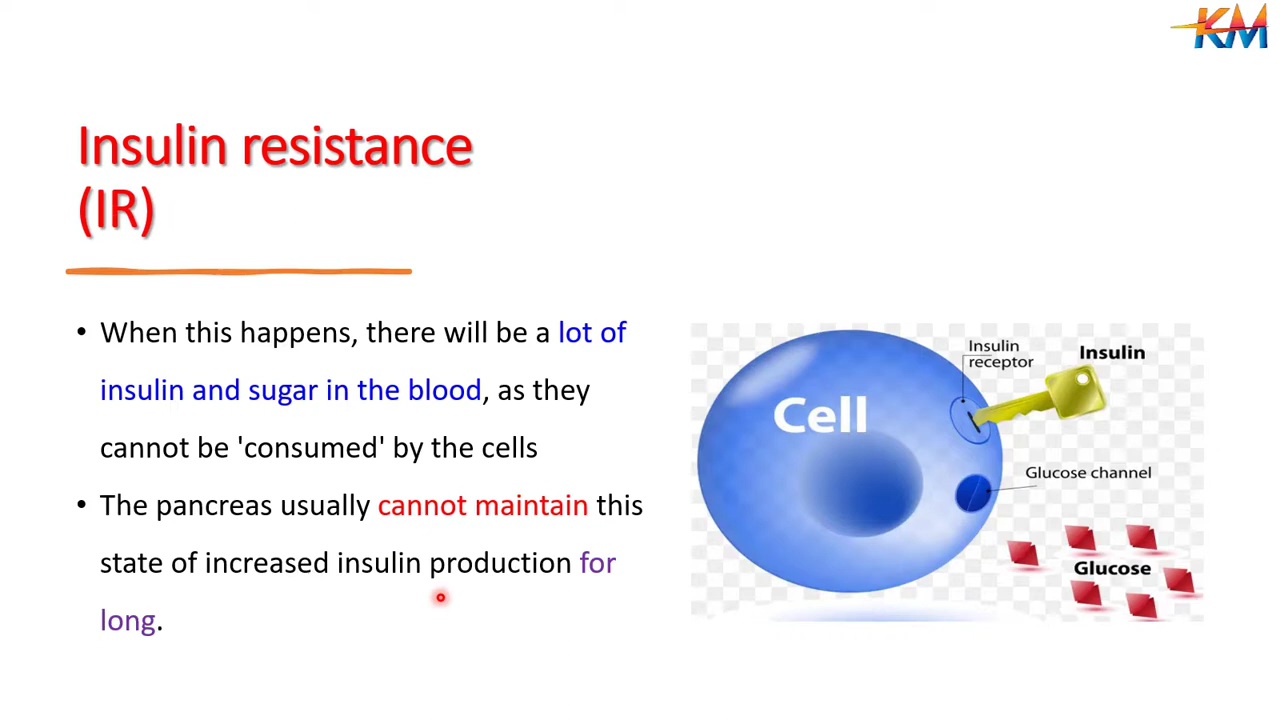 KM
Insulin resistance
(IR)
• When this happens, there will be a lot of
insulin and sugar in the blood, as they
cannot be 'consumed' by the cells
• The pancreas usually cannot maintain this
state of increased insulin production for
long.
Insulin
receptor
Insulin
Cell
Glucose channel
Glucose